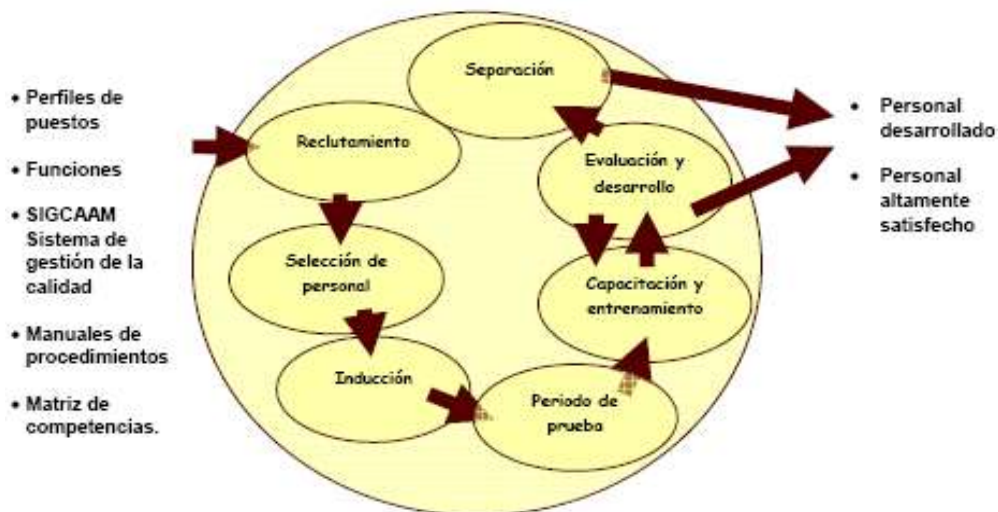 • Perfiles de
puestos
• Funciones
• SIGCAAM
Sistema de
gestión de la
calidad
• Manuales de
procedimientos
• Matriz de
competencias.
Reclutamiento
Selección de
personal
Inducción
Periodo de
prueba
Capacitación y
entrenamiento
Evaluación y
desarrollo
Separación
• Personal
desarrollado
• Personal
altamente
satisfecho